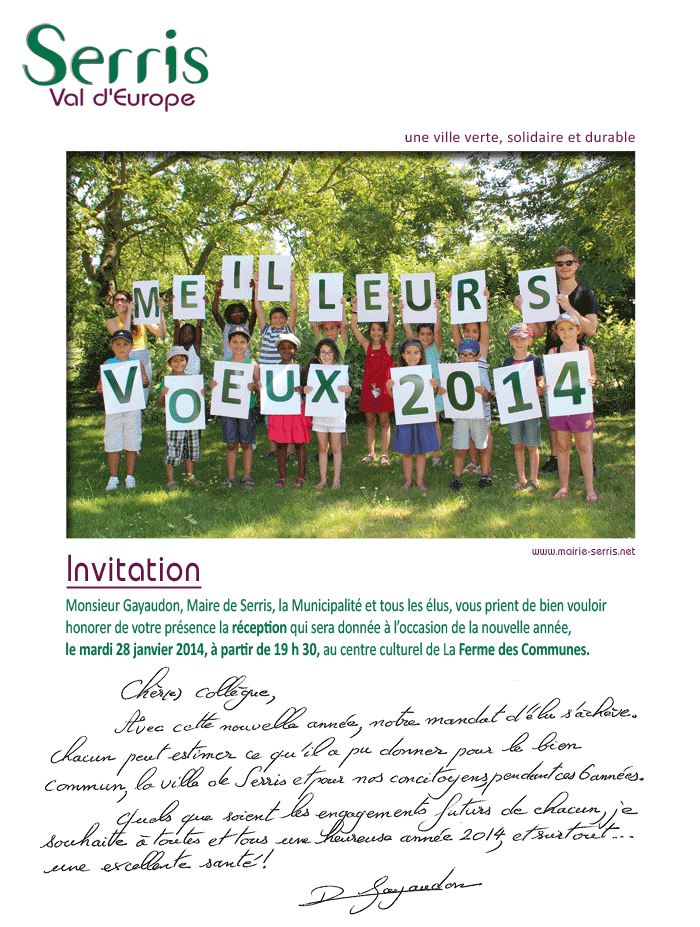 Serris
Val d'Europe
une ville verte, solidaire et durable
MEILLEURS
VOEUX 2014
www.mairie-serris.net
Invitation
Monsieur Gayaudon, Maire de Serris, la Municipalité et tous les élus, vous prient de bien vouloir
honorer de votre présence la réception qui sera donnée à l'occasion de la nouvelle année,
le mardi 28 janvier 2014, à partir de 19 h 30, au centre culturel de La Ferme des Communes.
Chèr(e) collègue,
Avec cette nouvelle année, notre mandat d'élu s'achève.
Chacun peut estimer ce qu'il a pu donner pour le bien
commun, la ville de Serris et pour nos concitoyens, pendant ces 6 années.
Quels que soient les engagements futurs de chacun, je
souhaite à toutes et tous une heureuse année 2014, et surtout...
une excellente santé !
D Gayaudon